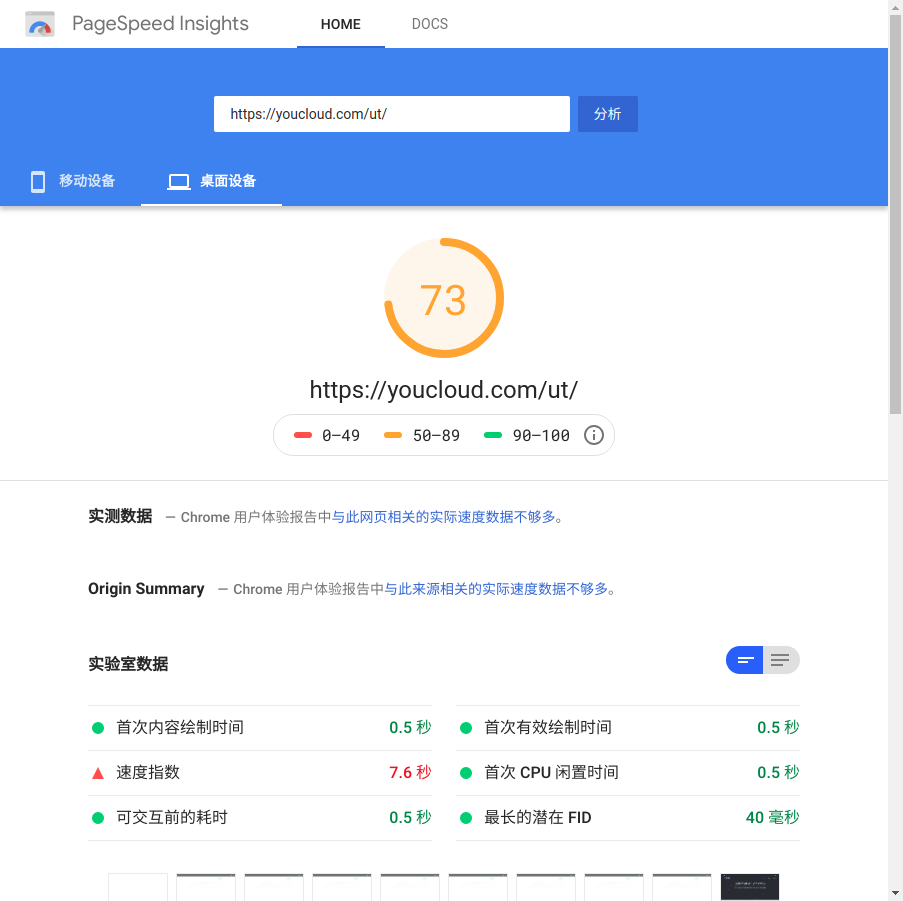 PageSpeed Insights
HOME
DOCS
https://youcloud.com/ut/
分析
移动设备
桌面设备
73
https://youcloud.com/ut/
0–49
50–89
90–100
实测数据 — Chrome 用户体验报告中与此网页相关的实际速度数据不够多。
Origin Summary — Chrome 用户体验报告中与此来源相关的实际速度数据不够多。
实验室数据
首次内容绘制时间 0.5 秒
首次有效绘制时间 0.5 秒
速度指数 7.6 秒
首次 CPU 闲置时间 0.5 秒
可交互前的耗时 0.5 秒
最长的潜在 FID 40 毫秒